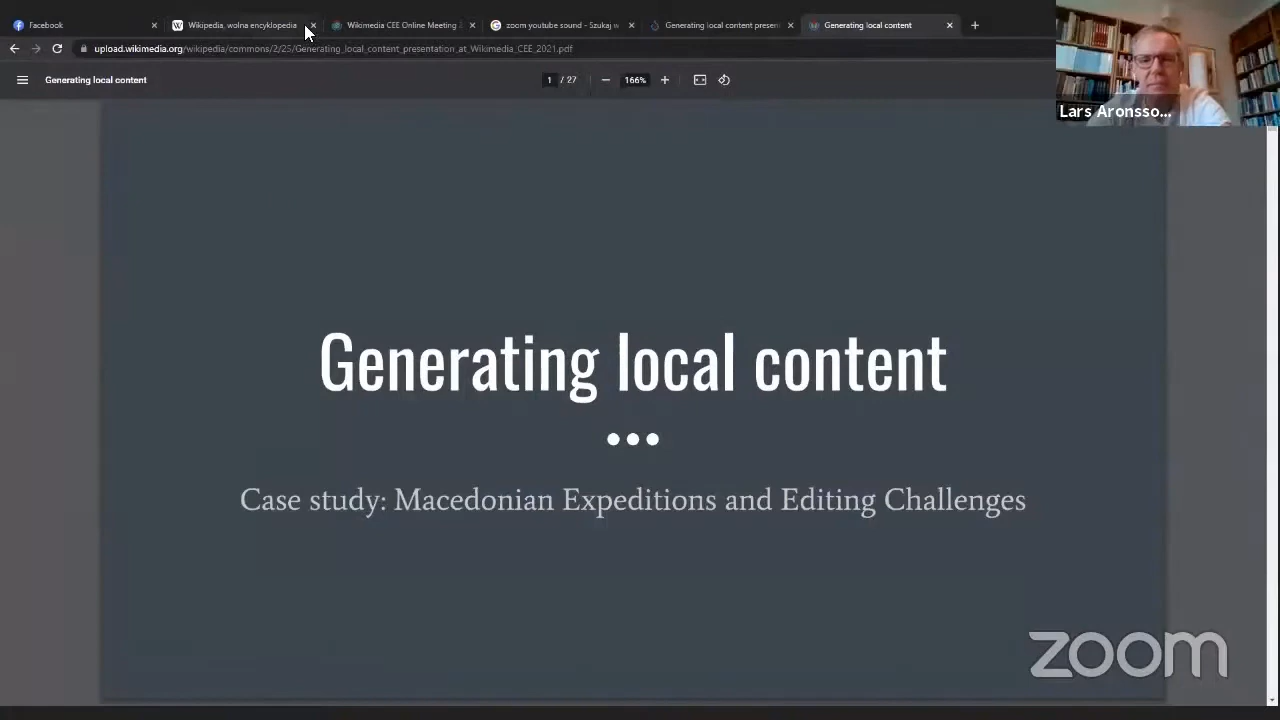 Facebook
Wikipedia, wolna encyklopedia
Wikimedia CEE Online Meeting
zoom youtube sound - Szukaj w
Generating local content presen
Generating local content
upload.wikimedia.org/wikipedia/commons/2/25/Generating_local_content_presentation_at_Wikimedia_CEE_2021.pdf
Generating local content
1 / 27
166%
Lars Aronsso...
Generating local content
Case study: Macedonian Expeditions and Editing Challenges
zoom